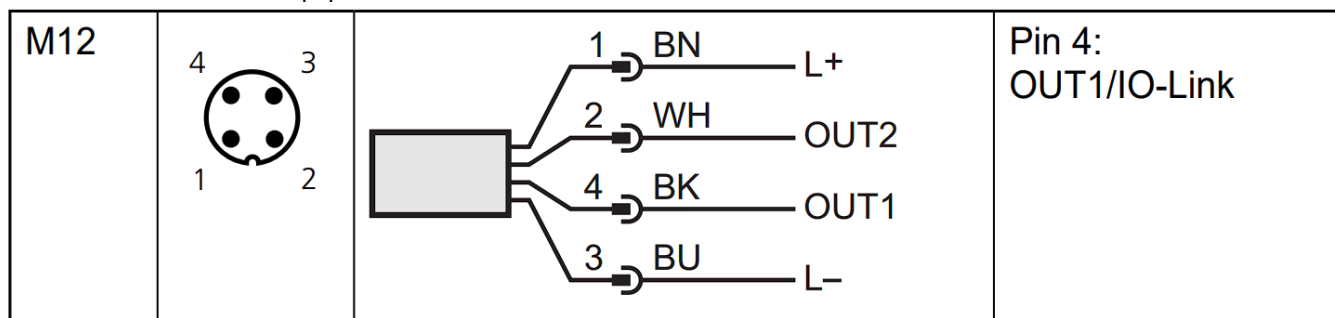 M12
4 3
1 2
1 BN L+
2 WH OUT2
4 BK OUT1
3 BU L–
Pin 4:
OUT1/IO-Link